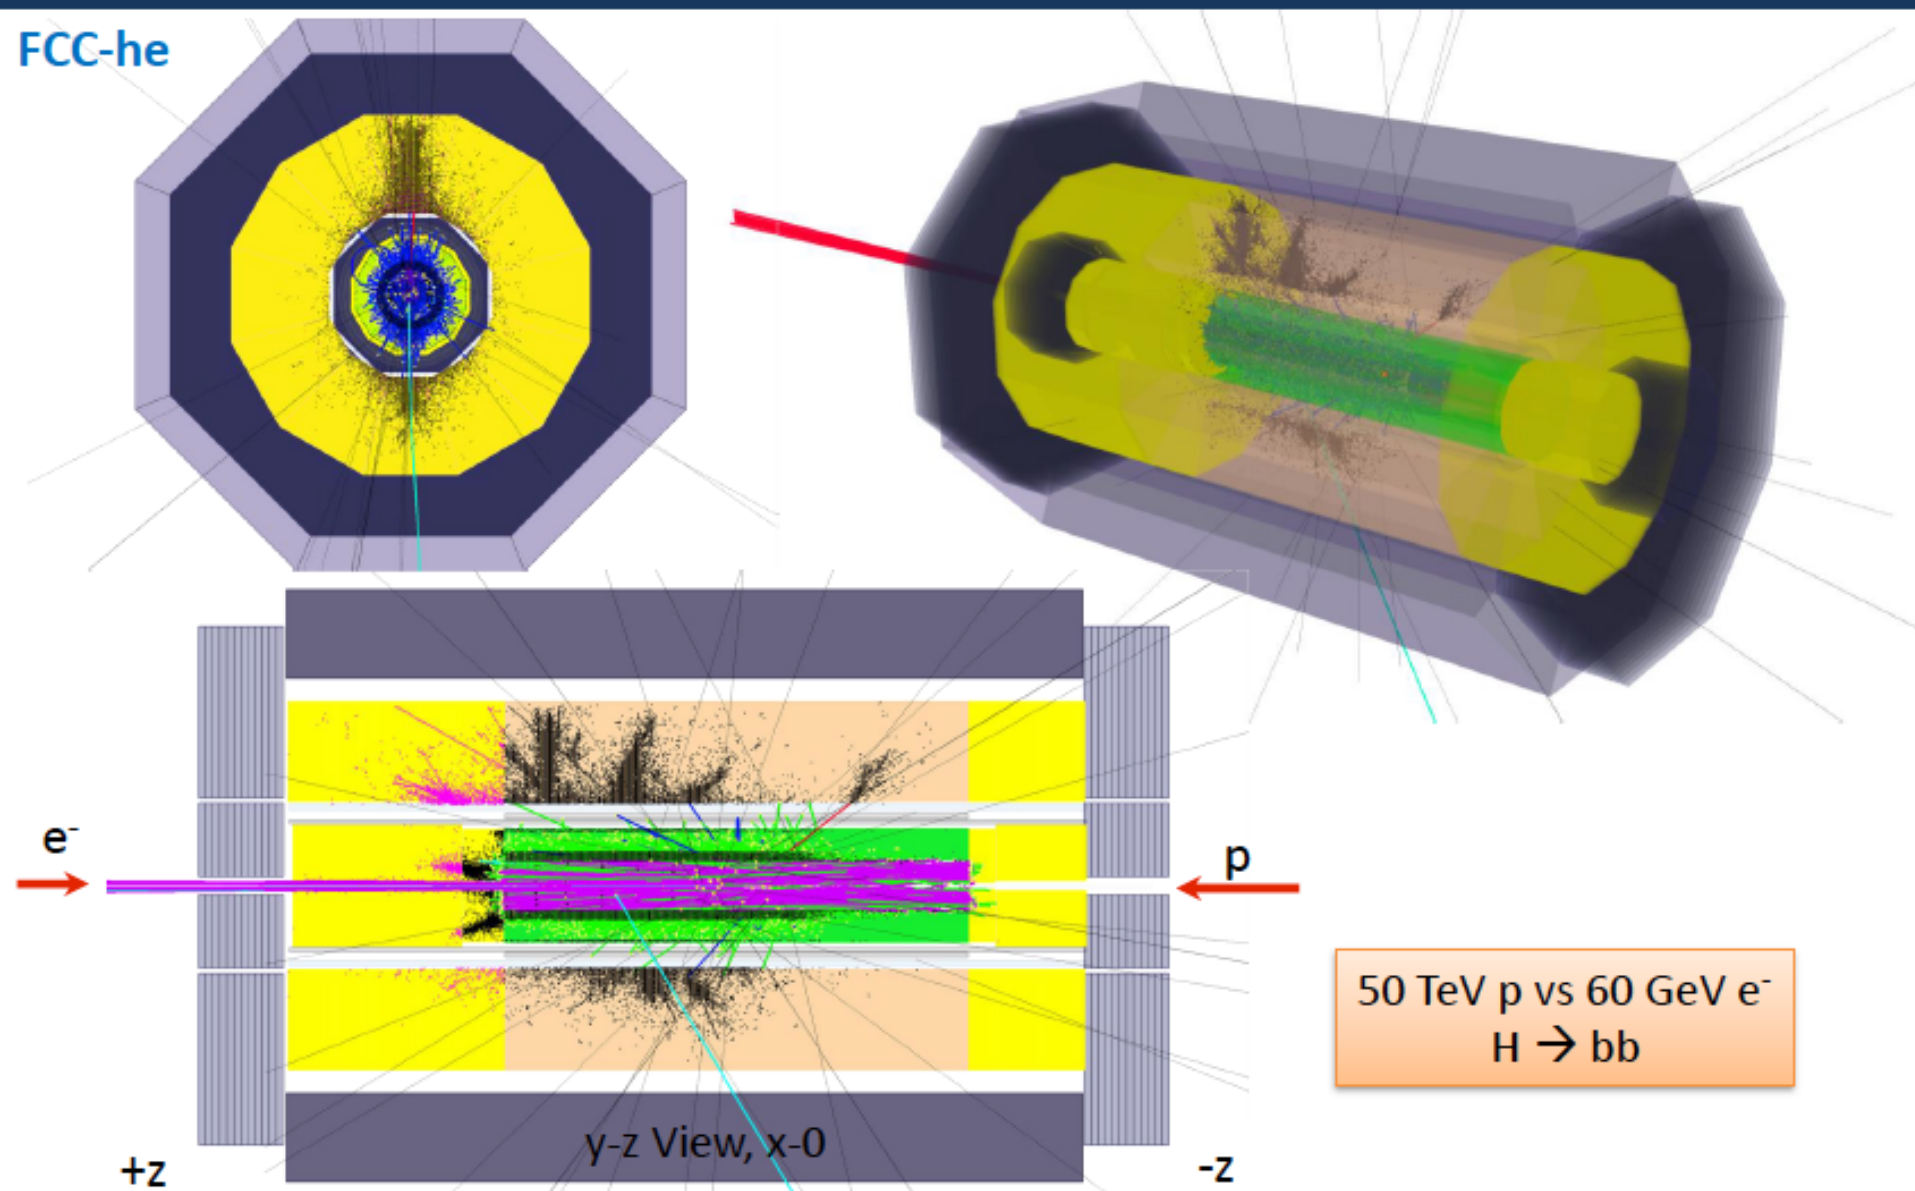 FCC-he
e-
p
50 TeV p vs 60 GeV e-
H → bb
y-z View, x-0
+z
-z